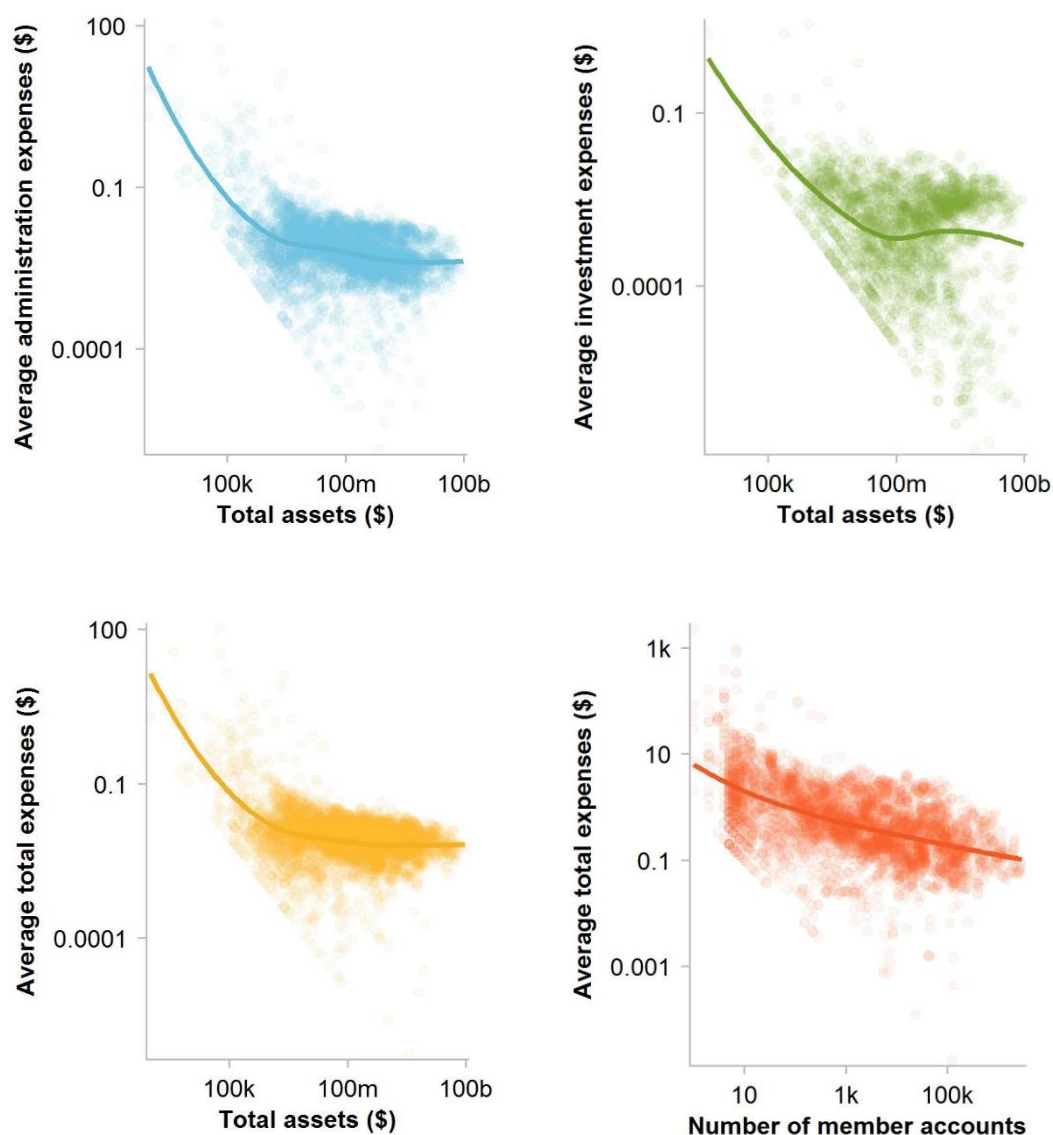 Average administration expenses ($)
100
0.1
0.0001
100k 100m 100b
Total assets ($)
Average investment expenses ($)
0.1
0.0001
100k 100m 100b
Total assets ($)
Average total expenses ($)
100
0.1
0.0001
100k 100m 100b
Total assets ($)
Average total expenses ($)
1k
10
0.1
0.001
10 1k 100k
Number of member accounts